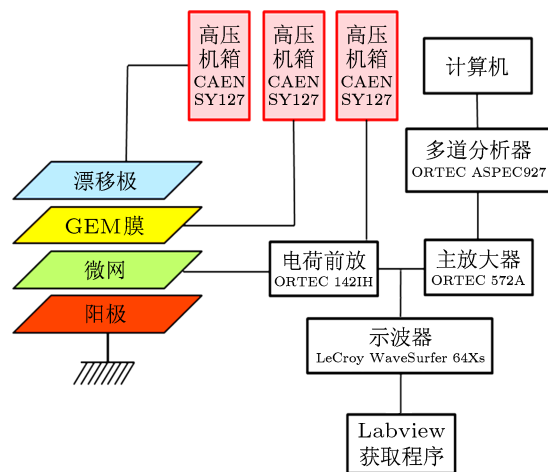 高压
机箱
CAEN
SY127
高压
机箱
CAEN
SY127
高压
机箱
CAEN
SY127
计算机
多道分析器
ORTEC ASPEC927
漂移极
GEM膜
微网
阳极
电荷前放
ORTEC 142IH
主放大器
ORTEC 572A
示波器
LeCroy WaveSurfer 64Xs
Labview
获取程序